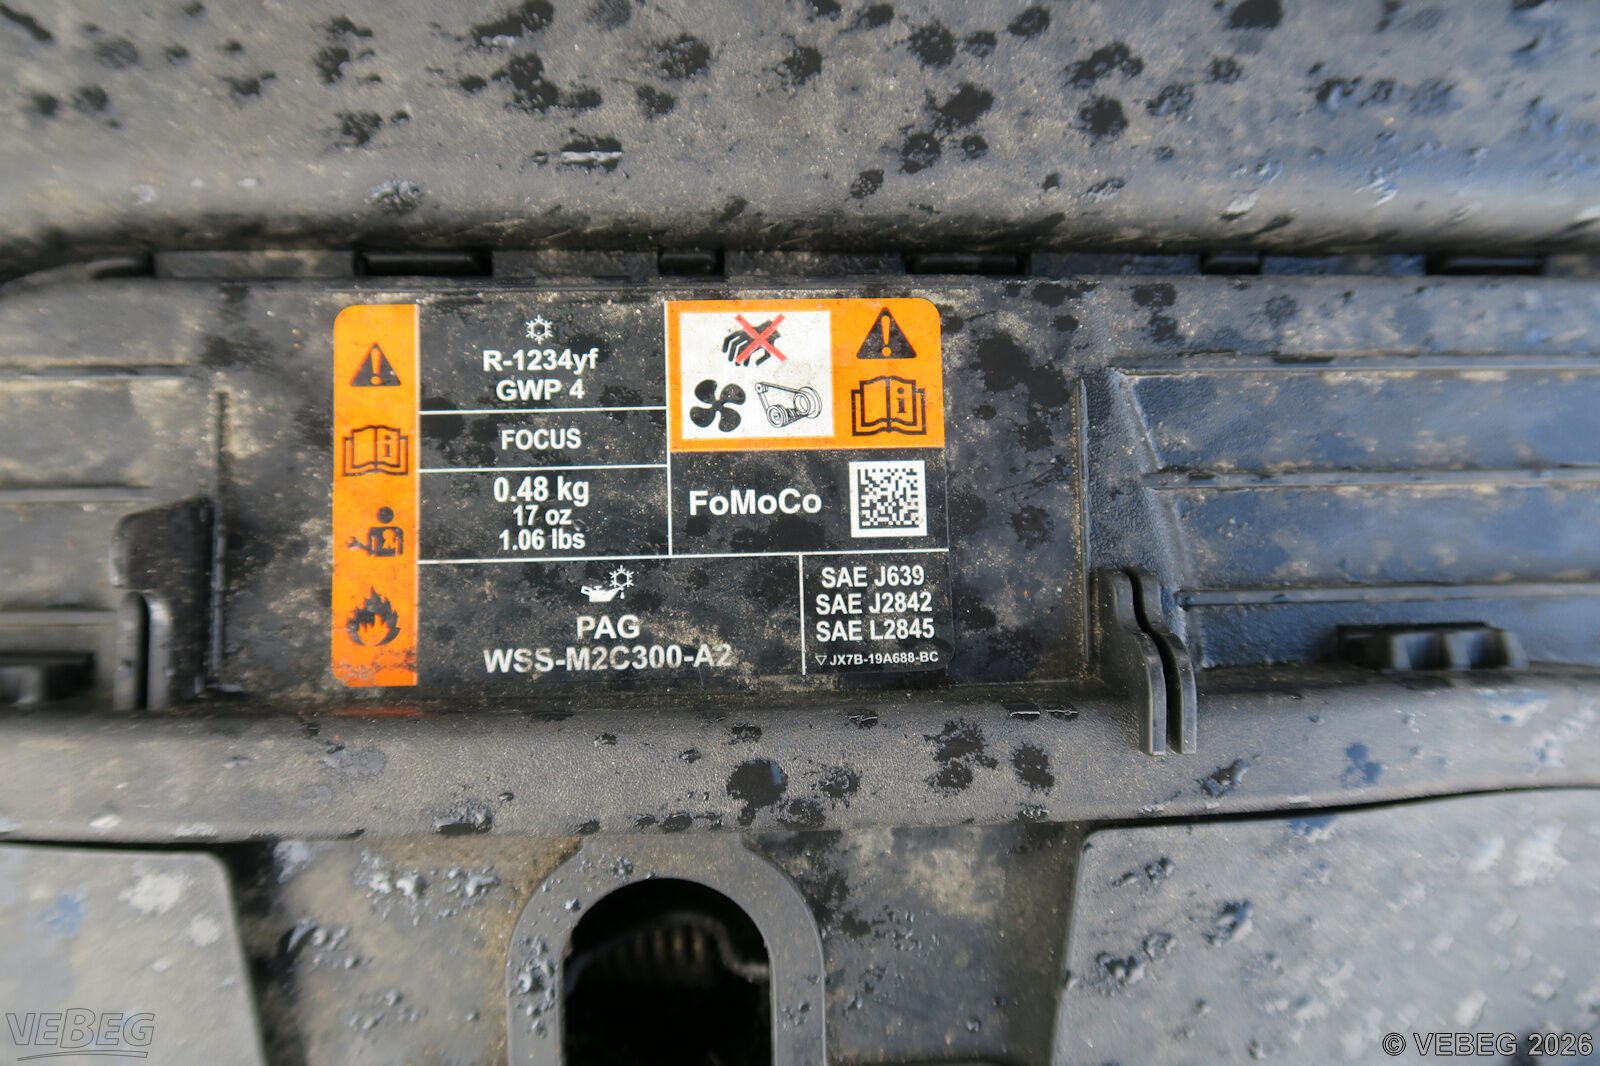 R-1234yf
GWP 4
FOCUS
0.48 kg
17 oz
1.06 lbs
FoMoCo
PAG
WSS-M2C300-A2
SAE J639
SAE J2842
SAE L2845
JX7B-19A688-BC
VEBEG
© VEBEG 2026